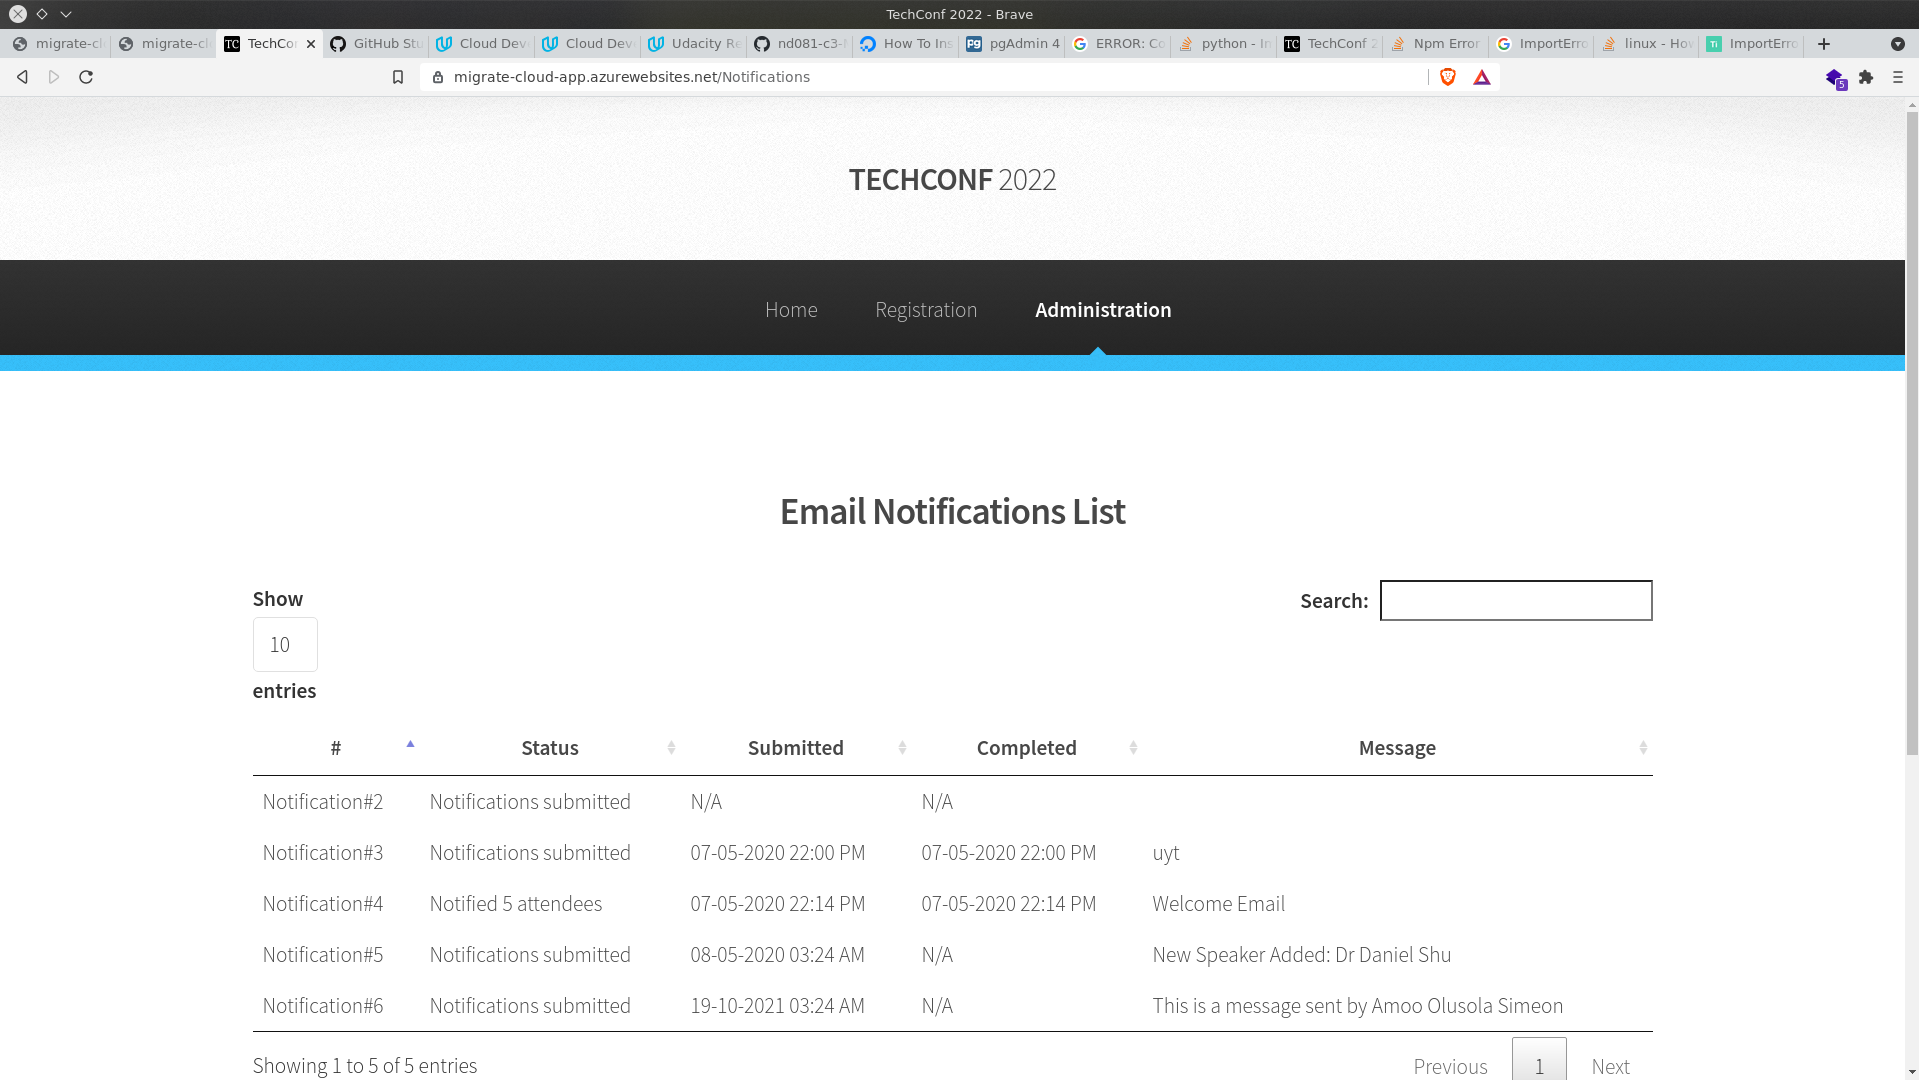 TechConf 2022 - Brave
migrate-cl migrate-cl TechCo GitHub Stu Cloud Dev Cloud Dev Udacity Re nd081-c3- How To Ins pgAdmin 4 ERROR: Co python - In TechConf 2 Npm Error ImportErro linux - How ImportErro
migrate-cloud-app.azurewebsites.net/Notifications 5
TECHCONF 2022
Home Registration Administration
Email Notifications List
Show
Search:
10
entries
# Status Submitted Completed Message
Notification#2 Notifications submitted N/A N/A
Notification#3 Notifications submitted 07-05-2020 22:00 PM 07-05-2020 22:00 PM uyt
Notification#4 Notified 5 attendees 07-05-2020 22:14 PM 07-05-2020 22:14 PM Welcome Email
Notification#5 Notifications submitted 08-05-2020 03:24 AM N/A New Speaker Added: Dr Daniel Shu
Notification#6 Notifications submitted 19-10-2021 03:24 AM N/A This is a message sent by Amoo Olusola Simeon
Showing 1 to 5 of 5 entries Previous 1 Next